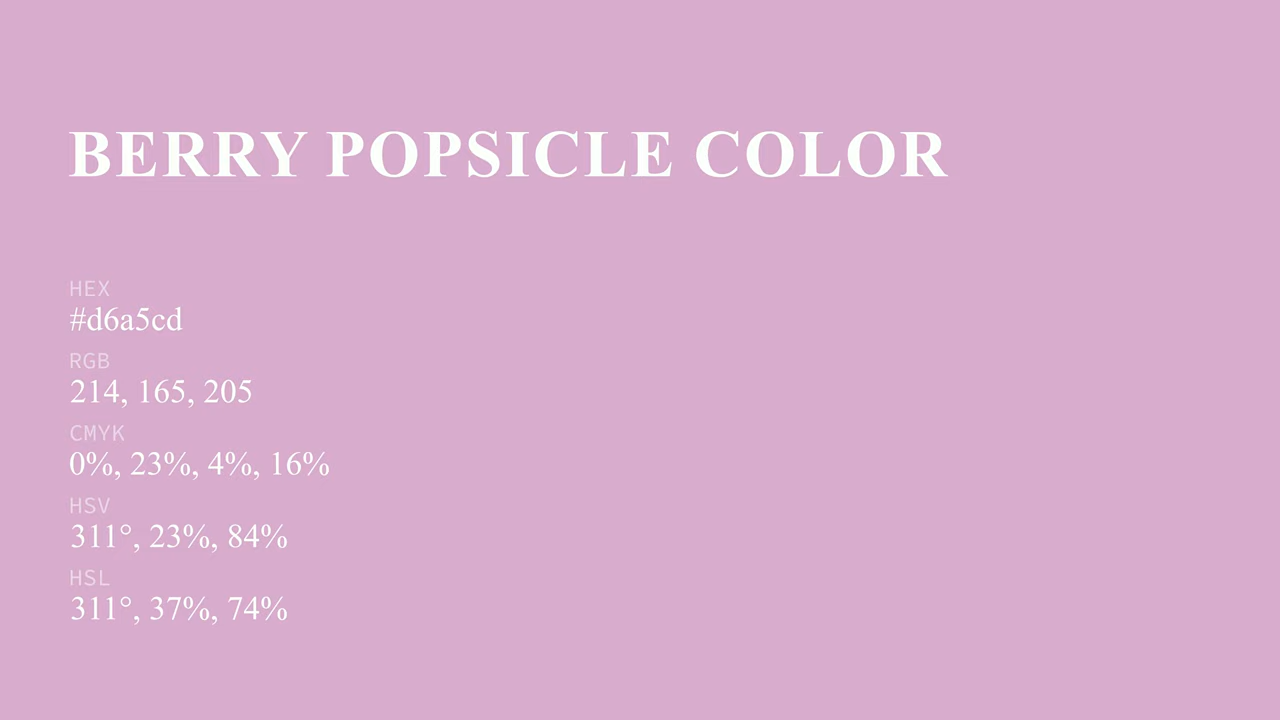 BERRY POPSICLE COLOR
HEX
#d6a5cd
RGB
214, 165, 205
CMYK
0%, 23%, 4%, 16%
HSV
311°, 23%, 84%
HSL
311°, 37%, 74%